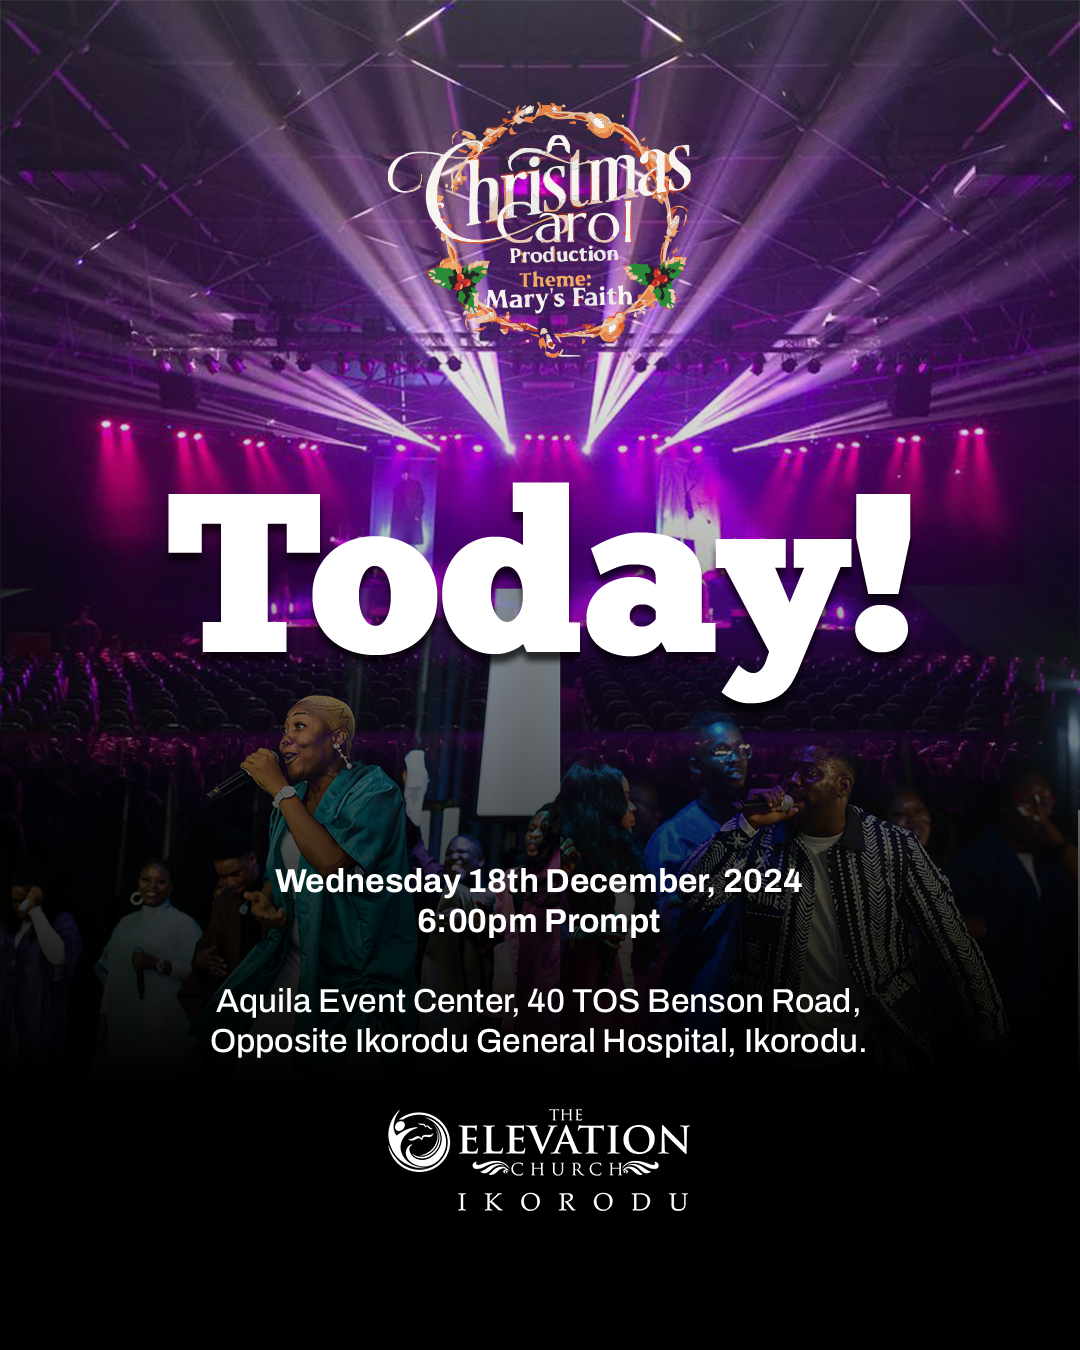 A
Christmas
Carol
Production
Theme:
Mary's Faith
Today!
Wednesday 18th December, 2024
6:00pm Prompt
Aquila Event Center, 40 TOS Benson Road,
Opposite Ikorodu General Hospital, Ikorodu.
THE
ELEVATION
CHURCH
IKORODU